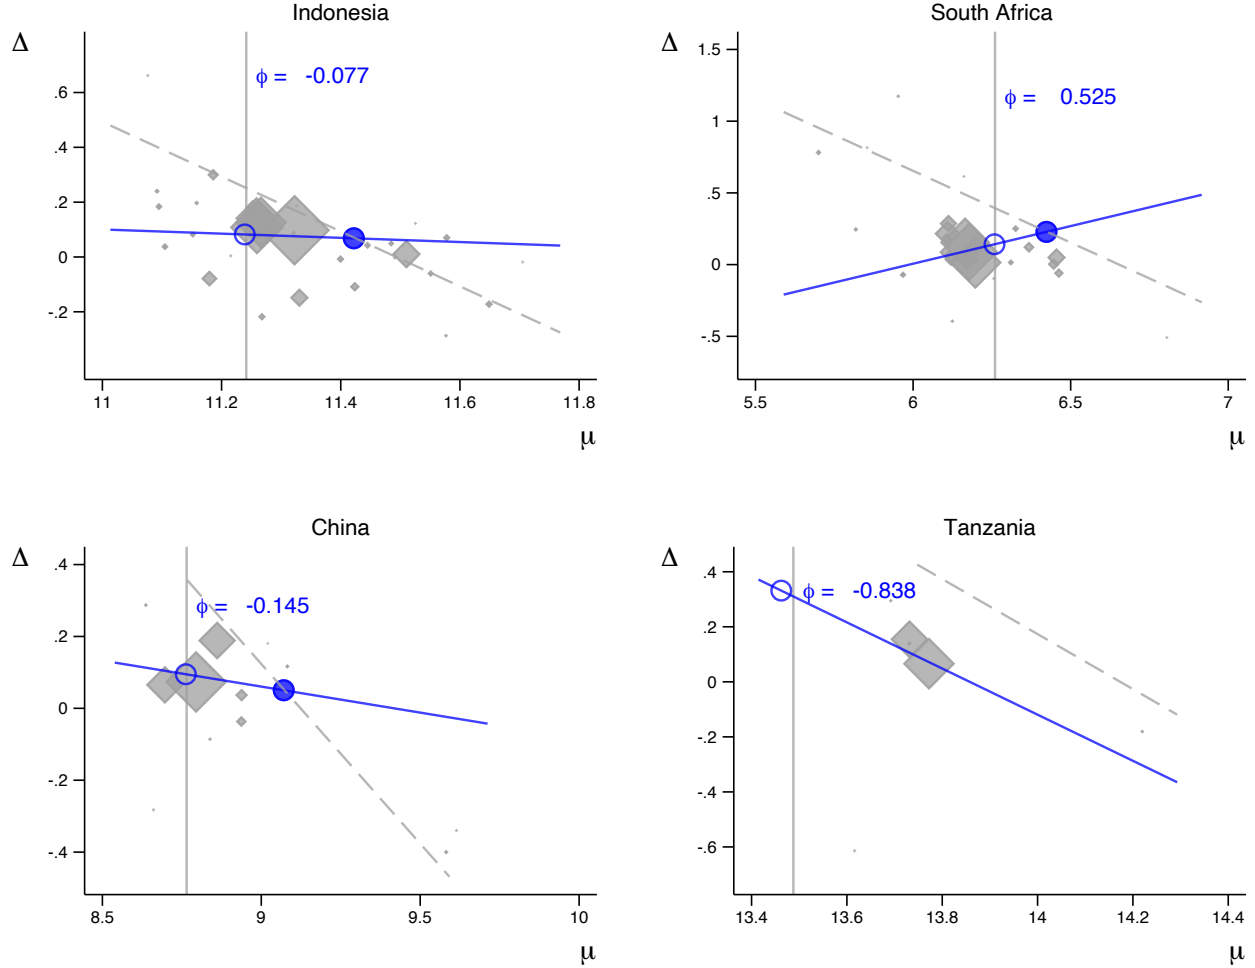 Indonesia
Δ
.6
.4
.2
0
-.2
ϕ = -0.077
11 11.2 11.4 11.6 11.8
μ
South Africa
Δ
1.5
1
.5
0
-.5
ϕ = 0.525
5.5 6 6.5 7
μ
China
Δ
.4
.2
0
-.2
-.4
ϕ = -0.145
8.5 9 9.5 10
μ
Tanzania
Δ
.4
.2
0
-.2
-.4
-.6
ϕ = -0.838
13.4 13.6 13.8 14 14.2 14.4
μ